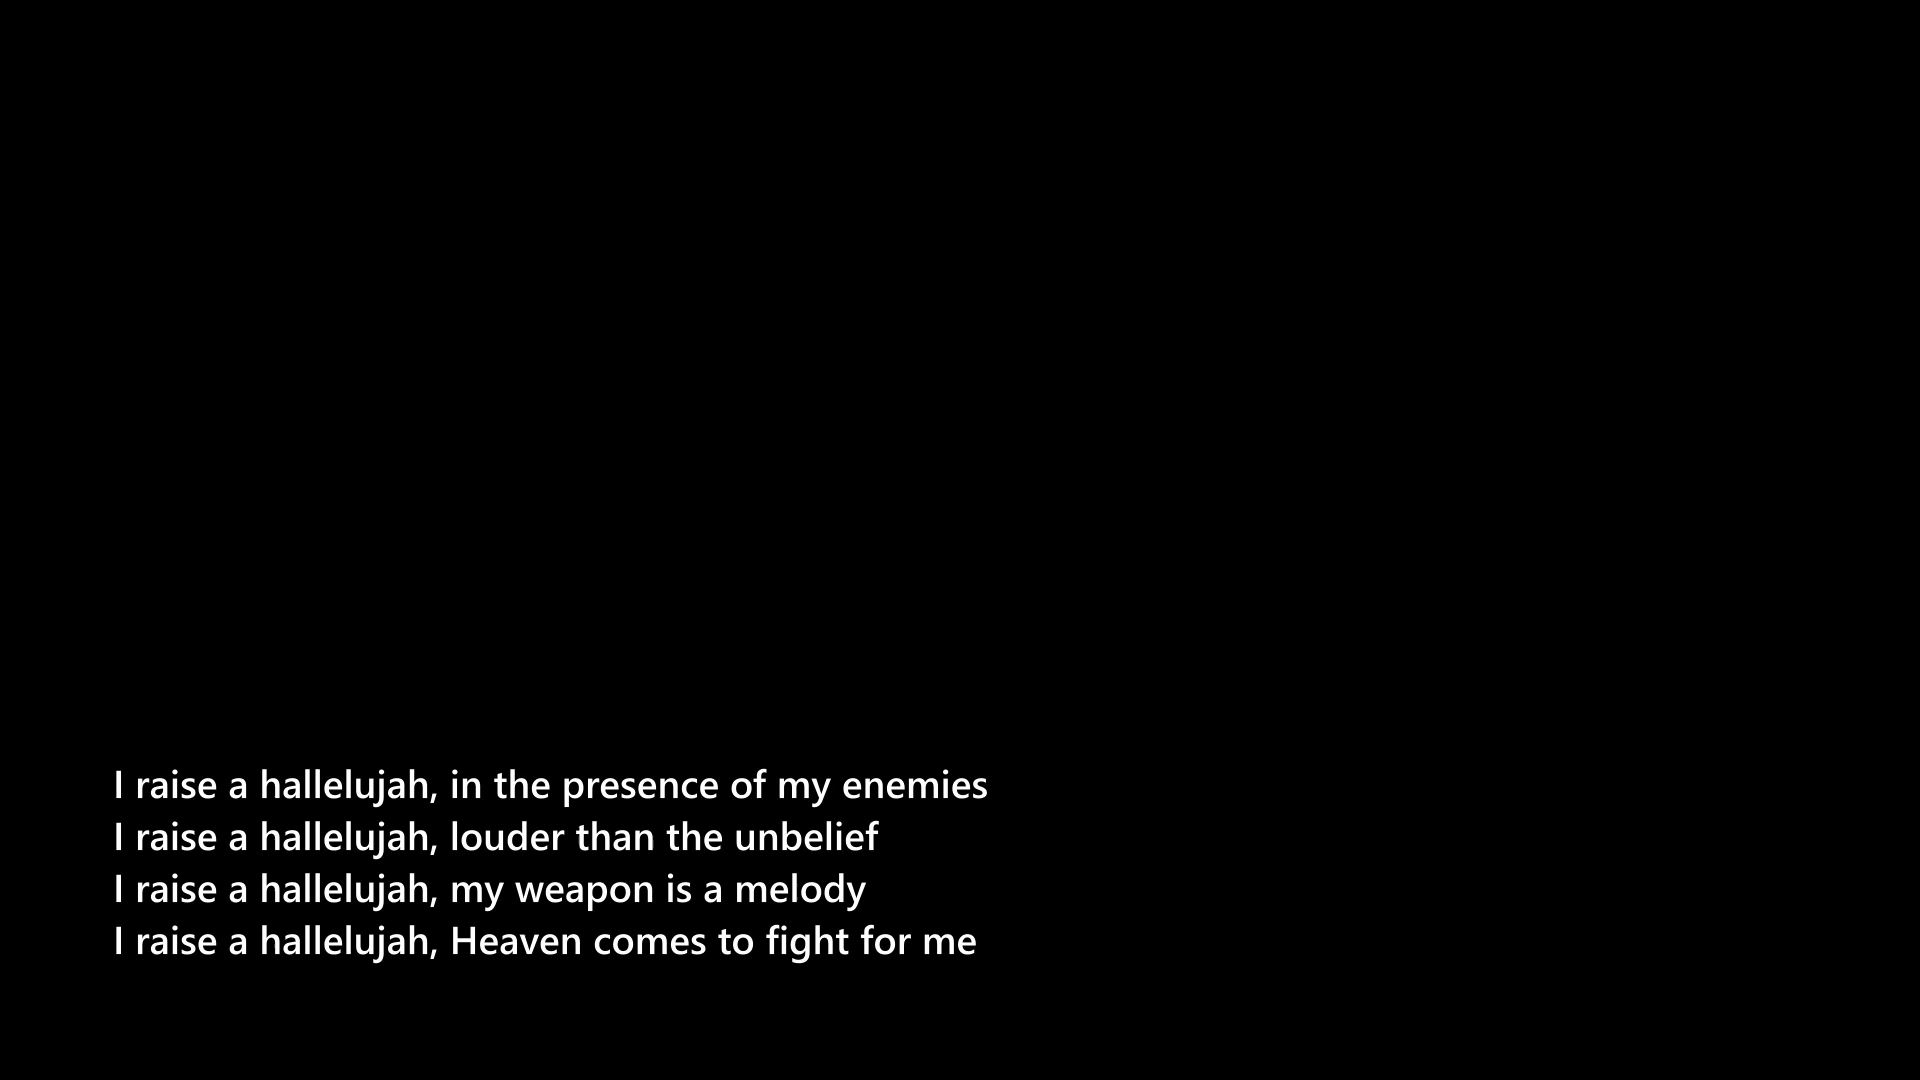 I raise a hallelujah, in the presence of my enemies
I raise a hallelujah, louder than the unbelief
I raise a hallelujah, my weapon is a melody
I raise a hallelujah, Heaven comes to fight for me